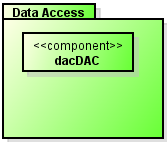 Data Access
<<component>>
dacDAC